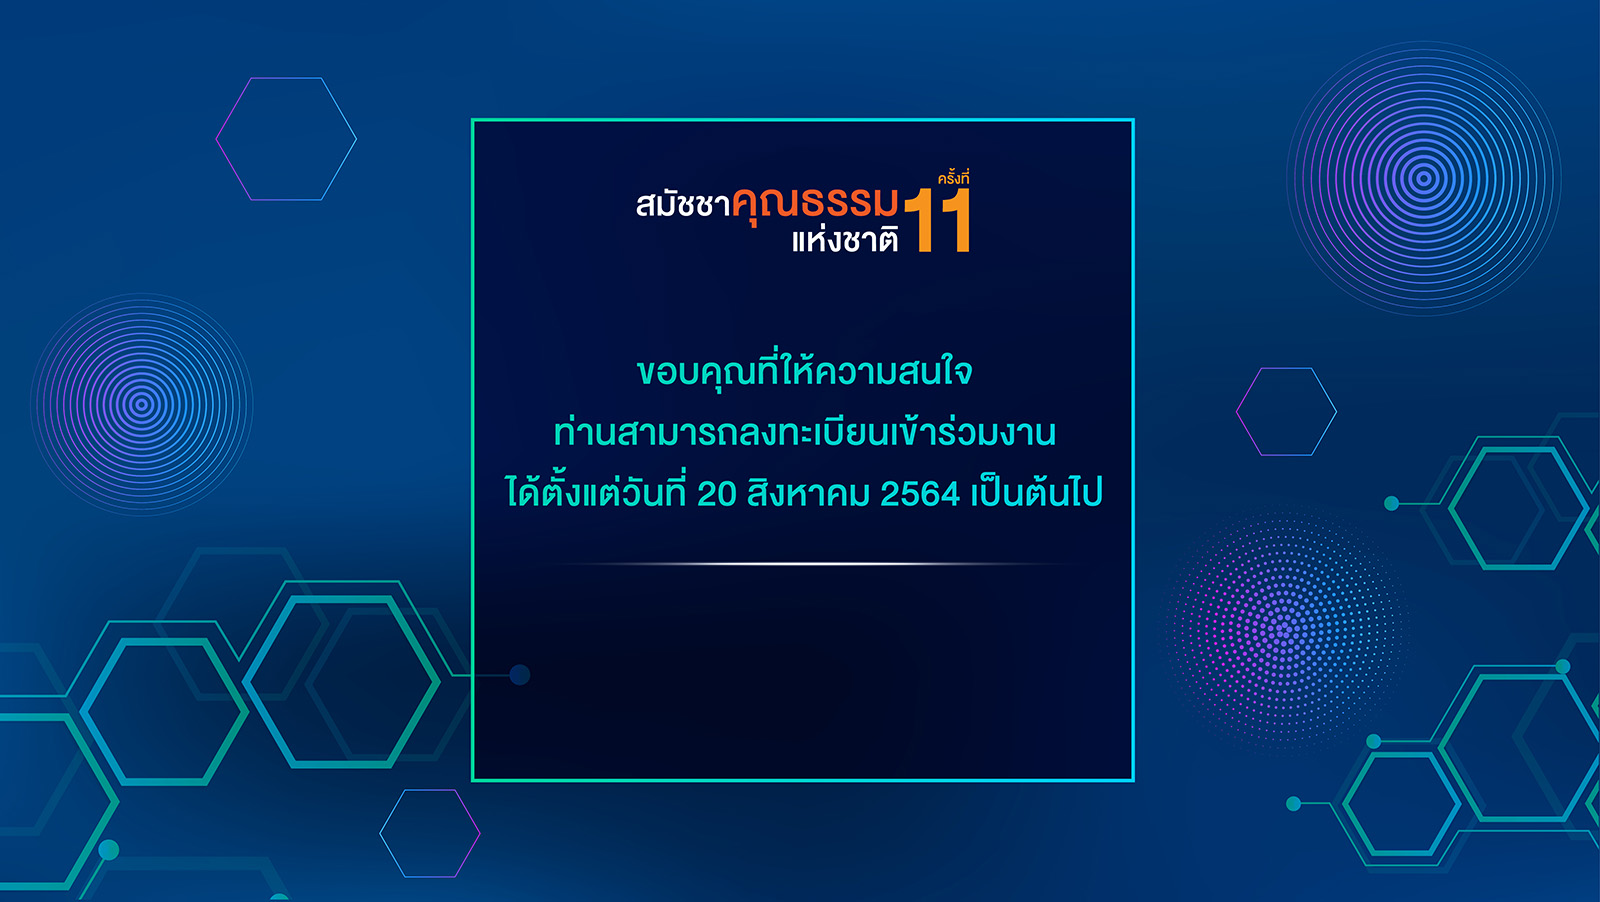 ครั้งที่
สมัชชาคุณธรรม 11
แห่งชาติ
ขอบคุณที่ให้ความสนใจ
ท่านสามารถลงทะเบียนเข้าร่วมงาน
ได้ตั้งแต่วันที่ 20 สิงหาคม 2564 เป็นต้นไป